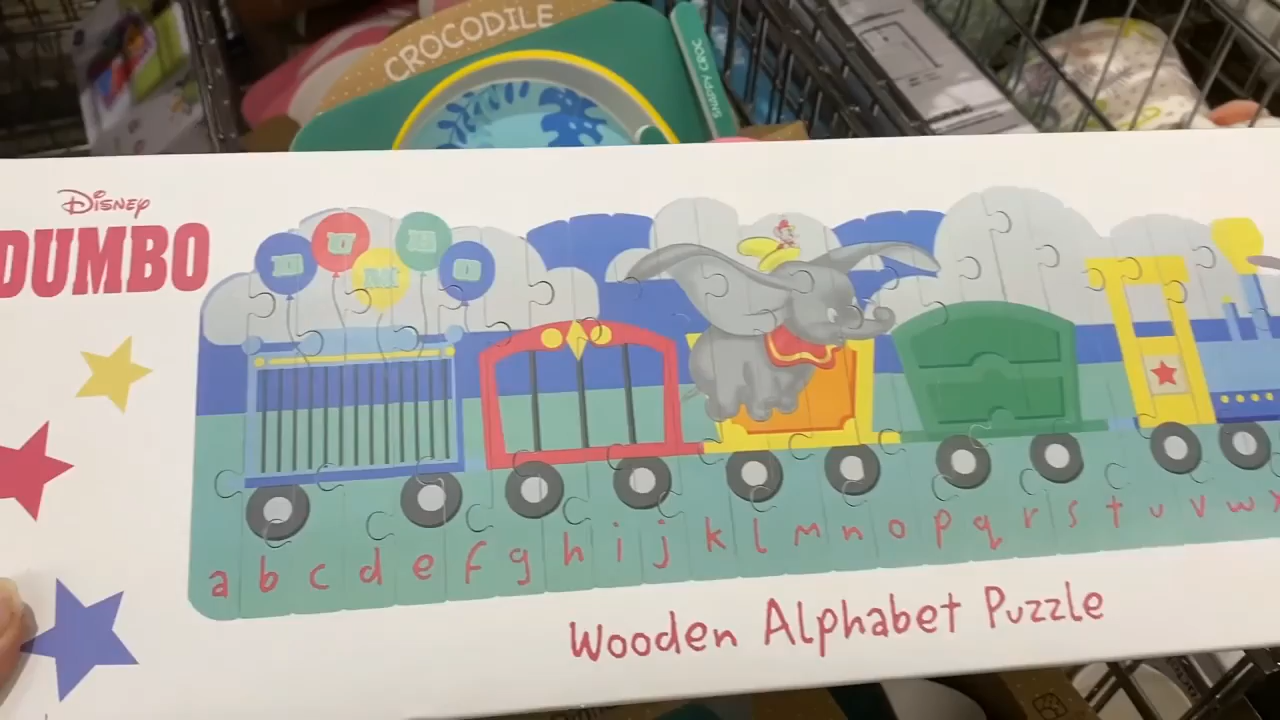 CROCODILE
SNAPPY CROC
Disney
DUMBO
D U M B O
a b c d e f g h i j k l m n o p q r s t u v w x
Wooden Alphabet Puzzle